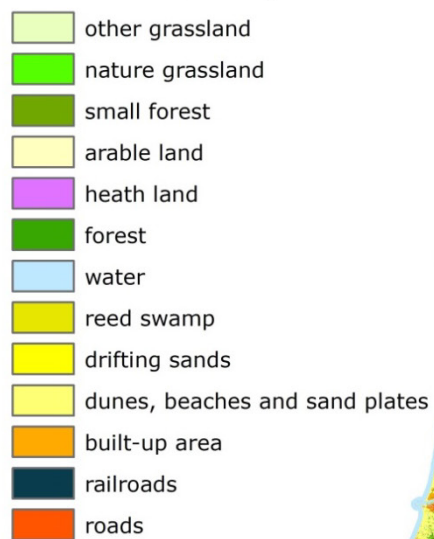 other grassland
nature grassland
small forest
arable land
heath land
forest
water
reed swamp
drifting sands
dunes, beaches and sand plates
built-up area
railroads
roads